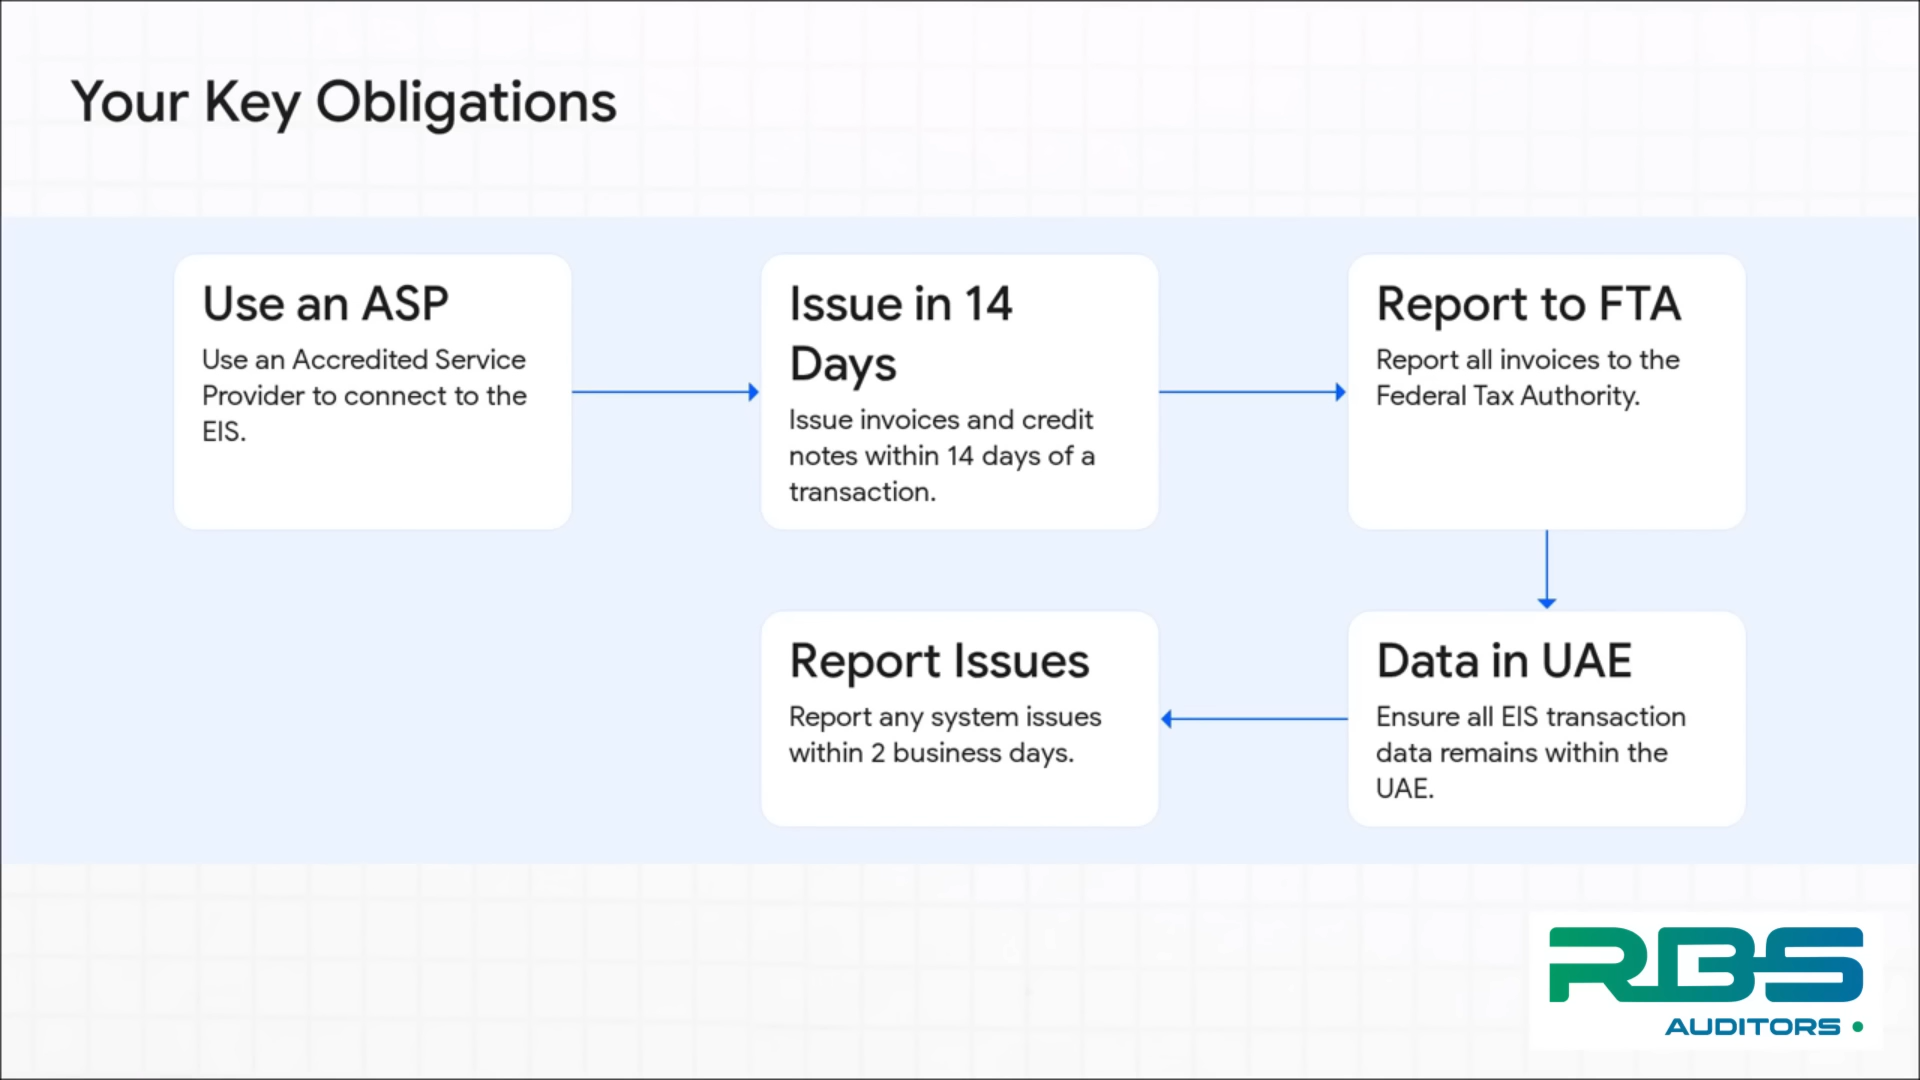 Your Key Obligations
Use an ASP
Use an Accredited Service
Provider to connect to the
EIS.
Issue in 14
Days
Issue invoices and credit
notes within 14 days of a
transaction.
Report to FTA
Report all invoices to the
Federal Tax Authority.
Data in UAE
Ensure all EIS transaction
data remains within the
UAE.
Report Issues
Report any system issues
within 2 business days.
RBS
AUDITORS